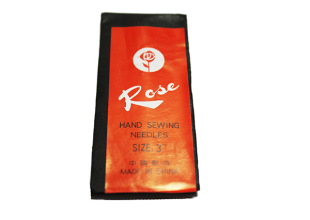 Rose
HAND SEWING
NEEDLES
SIZE: 3
MADE IN CHINA